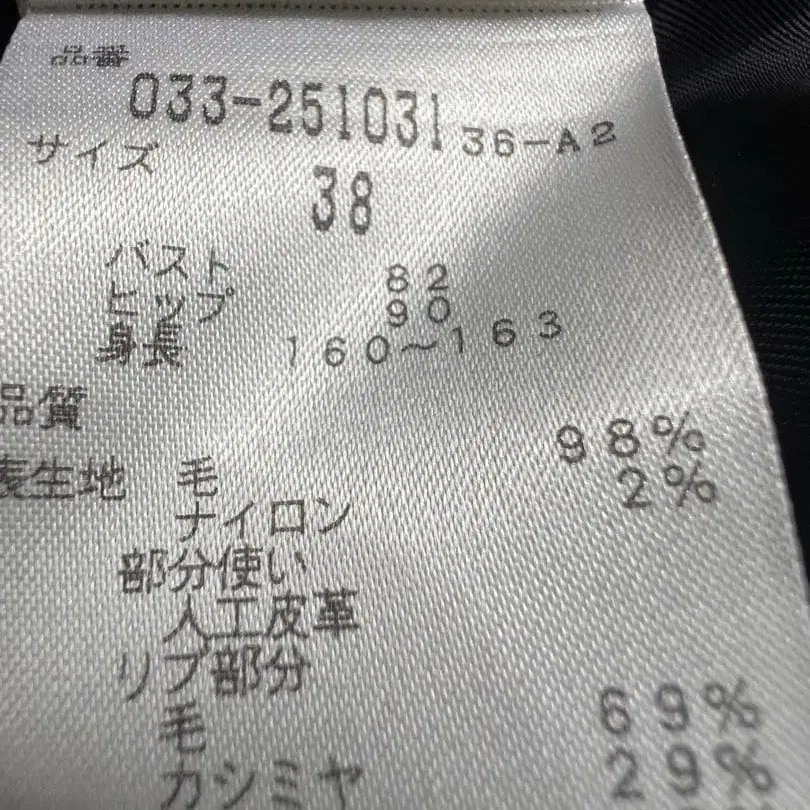 品番
033-251031 36-A2
サイズ
38
バスト 82
ヒップ 90
身長 160~163
品質
表生地 毛 98%
ナイロン 2%
部分使い
人工皮革
リブ部分
毛 69%
カシミヤ 29%